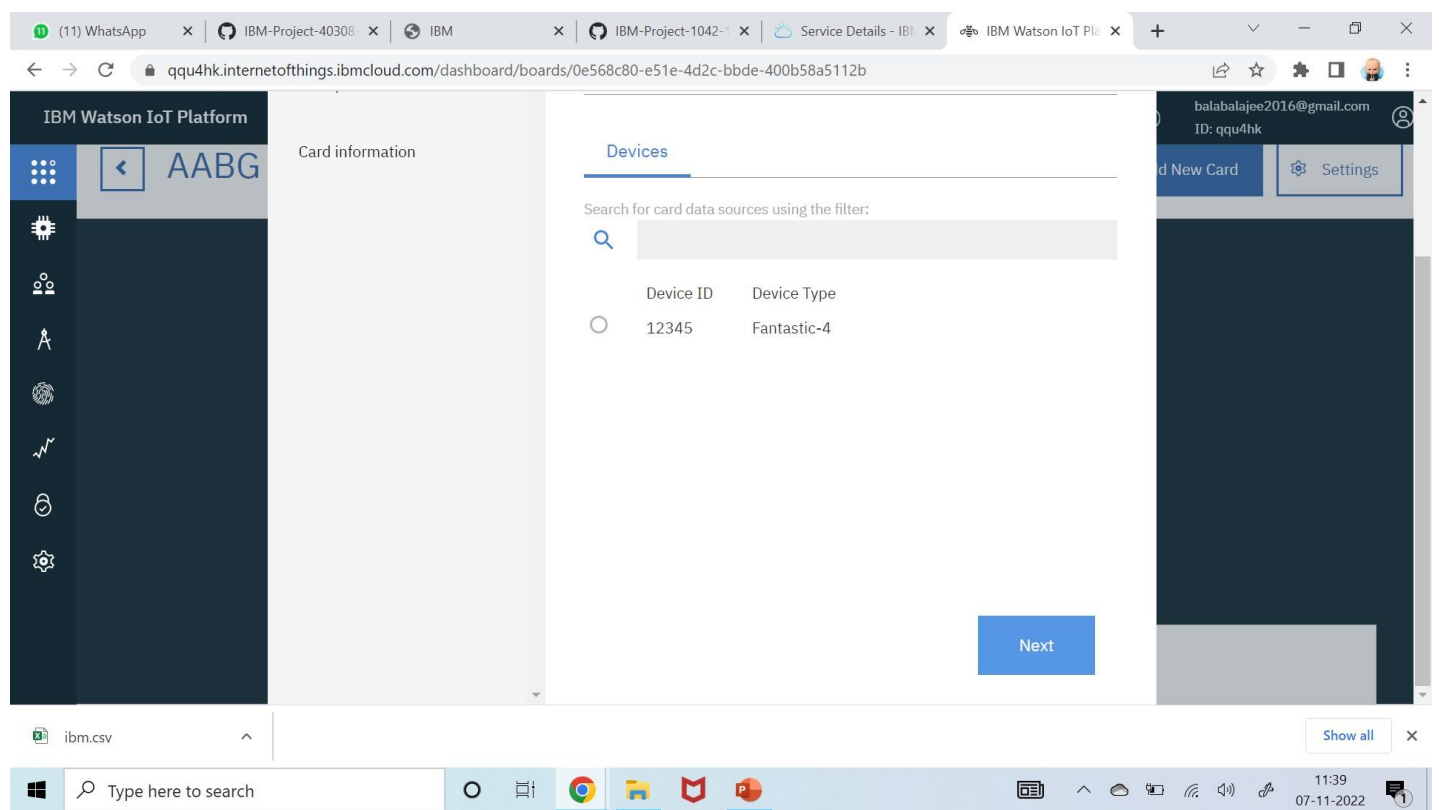 (11) WhatsApp
IBM-Project-40308
IBM
IBM-Project-1042-1
Service Details - IBM
IBM Watson IoT Pla
qqu4hk.internetofthings.ibmcloud.com/dashboard/boards/0e568c80-e51e-4d2c-bbde-400b58a5112b
IBM Watson IoT Platform
balabalajee2016@gmail.com
ID: qqu4hk
AABG
Card information
Devices
d New Card
Settings
Search for card data sources using the filter:
Device ID Device Type
12345 Fantastic-4
Next
ibm.csv
Show all
Type here to search
11:39
07-11-2022
1